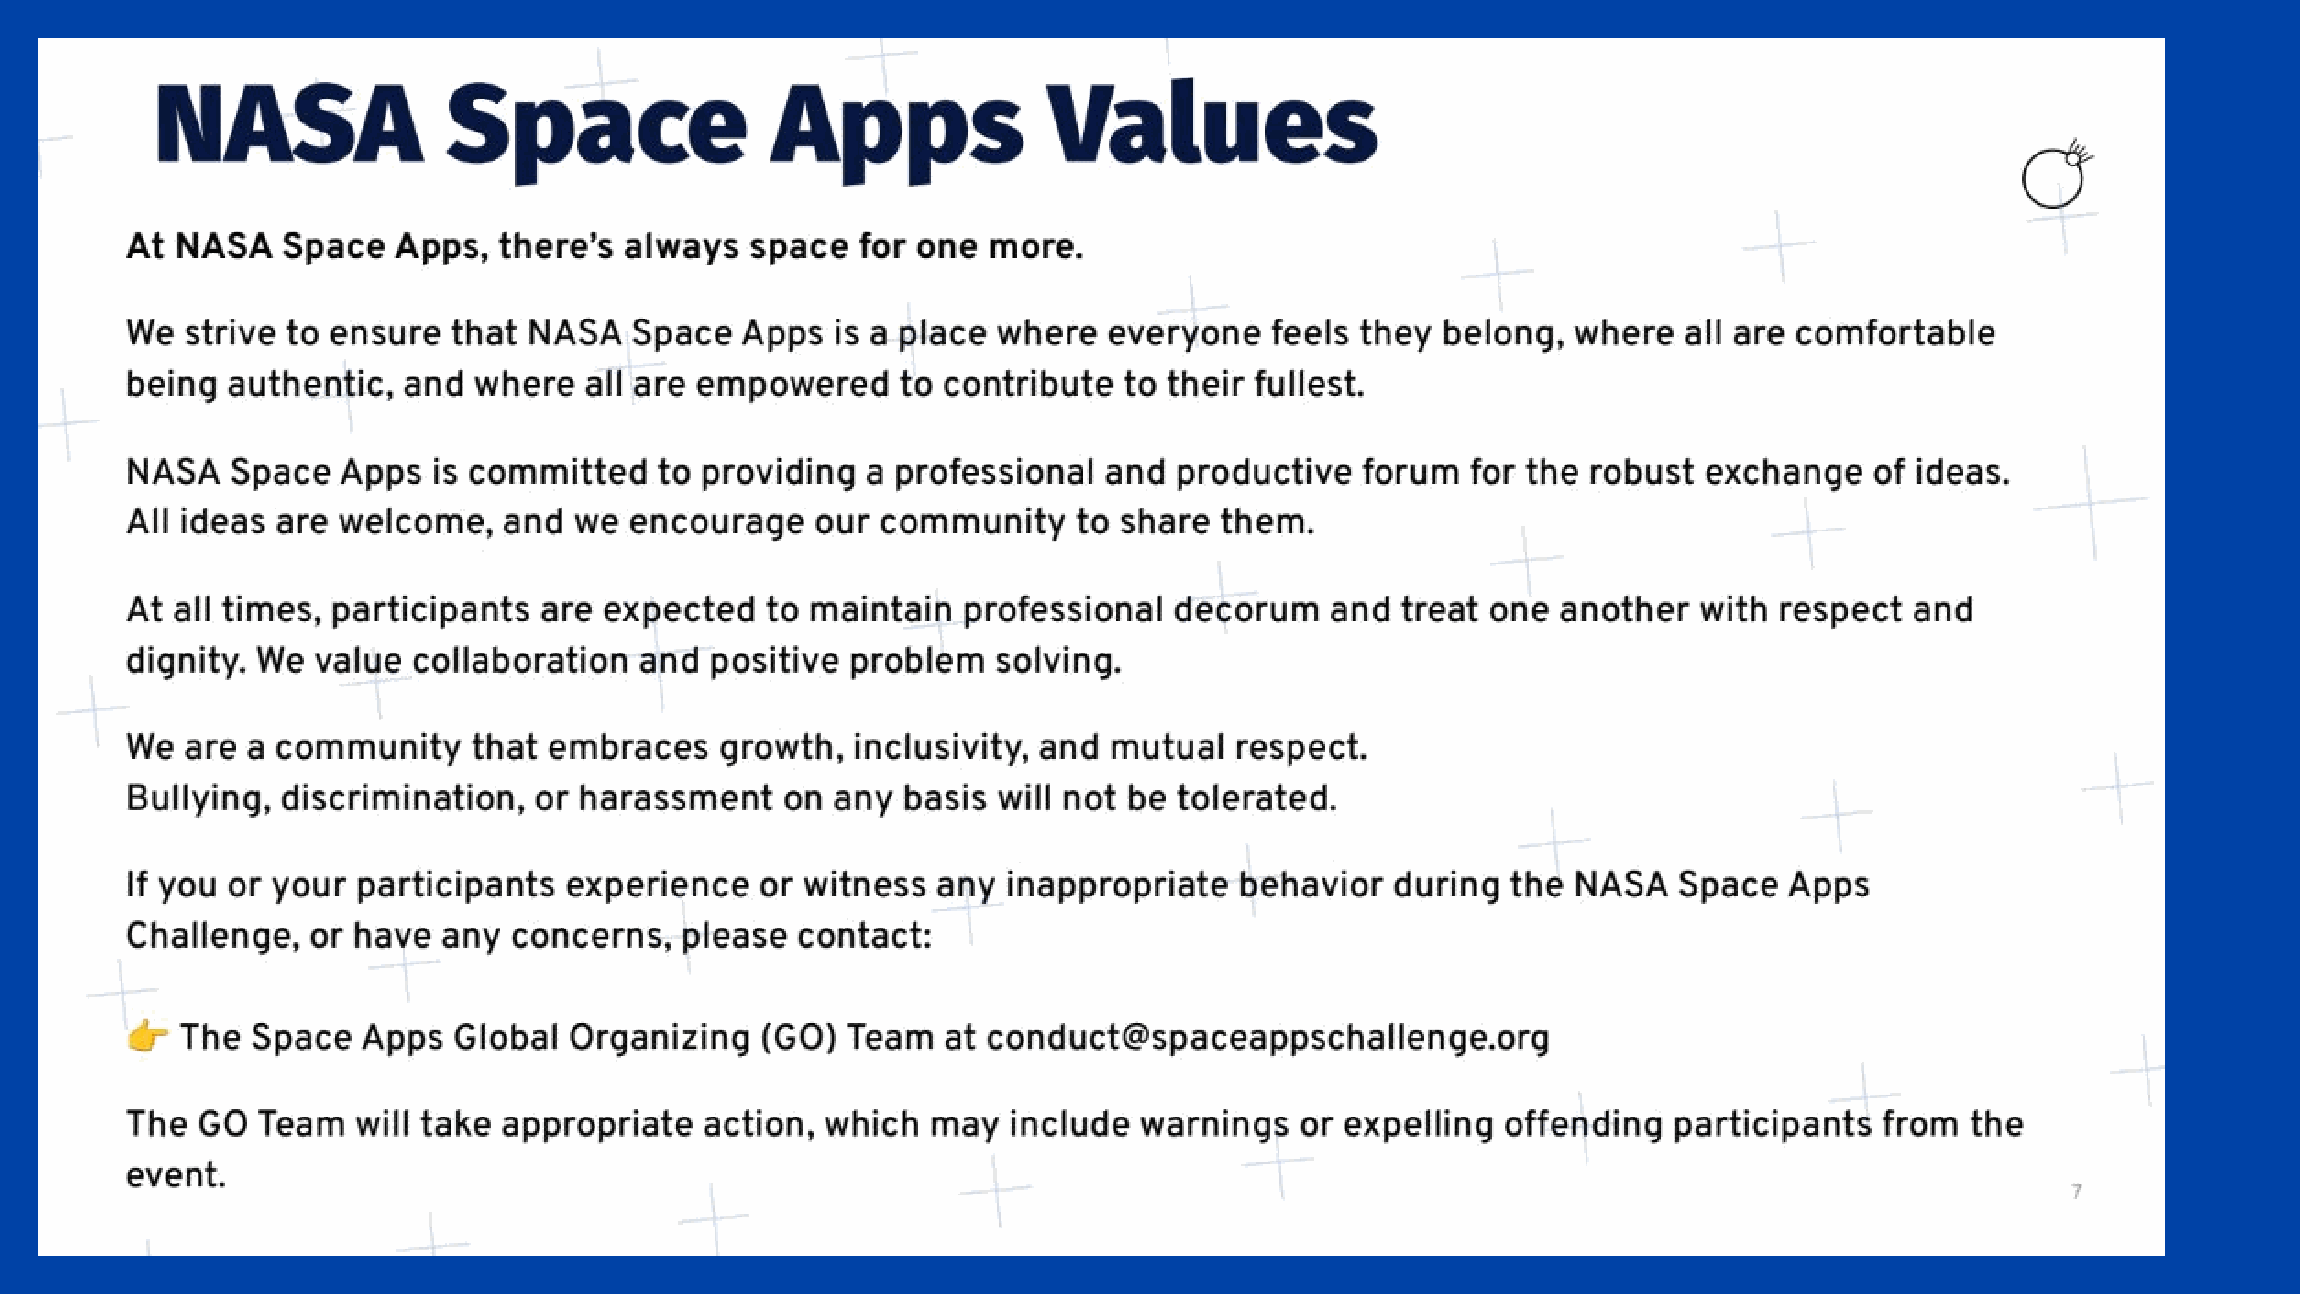 NASA Space Apps Values
At NASA Space Apps, there's always space for one more.
We strive to ensure that NASA Space Apps is a place where everyone feels they belong, where all are comfortable
being authentic, and where all are empowered to contribute to their fullest.
NASA Space Apps is committed to providing a professional and productive forum for the robust exchange of ideas.
All ideas are welcome, and we encourage our community to share them.
At all times, participants are expected to maintain professional decorum and treat one another with respect and
dignity. We value collaboration and positive problem solving.
We are a community that embraces growth, inclusivity, and mutual respect.
Bullying, discrimination, or harassment on any basis will not be tolerated.
If you or your participants experience or witness any inappropriate behavior during the NASA Space Apps
Challenge, or have any concerns, please contact:
👉 The Space Apps Global Organizing (GO) Team at conduct@spaceappschallenge.org
The GO Team will take appropriate action, which may include warnings or expelling offending participants from the
event.
7